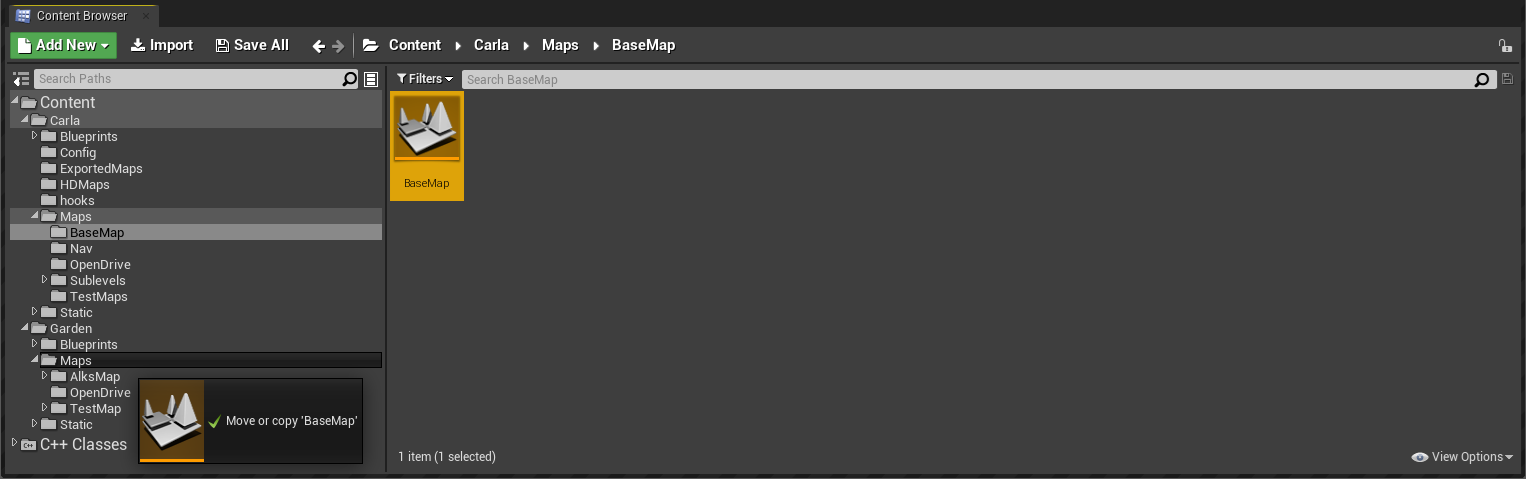 Content Browser
Add New Import Save All Content Carla Maps BaseMap
Search Paths
Filters Search BaseMap
Content
Carla
Blueprints
Config
ExportedMaps
HDMaps
hooks
Maps
BaseMap
Nav
OpenDrive
Sublevels
TestMaps
Static
Garden
Blueprints
Maps
AlksMap
OpenDrive
TestMap
Static
C++ Classes
BaseMap
Move or copy 'BaseMap'
1 item (1 selected)
View Options